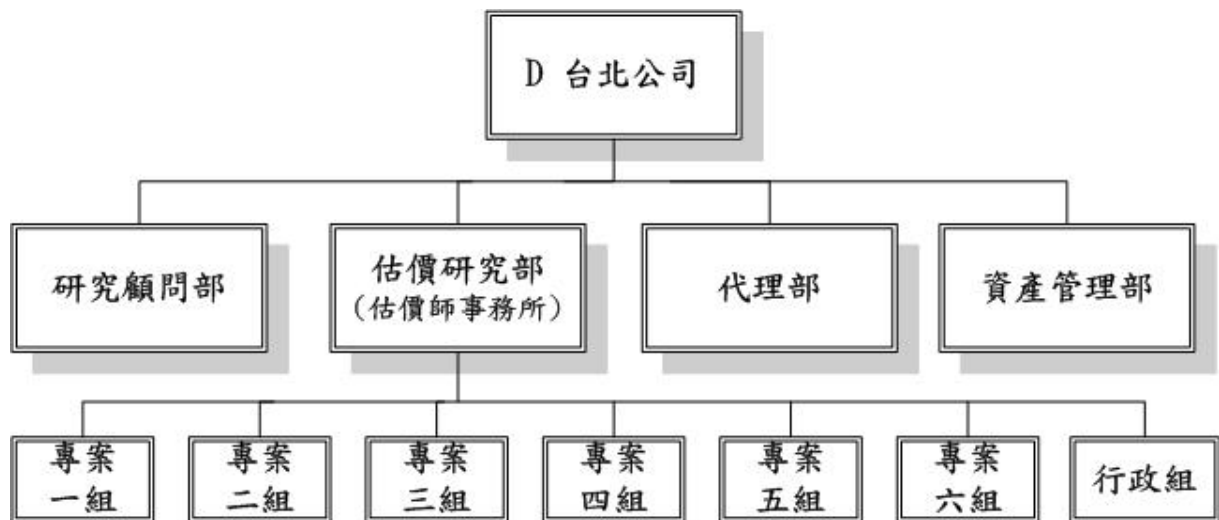 D 台北公司
研究顧問部
估價研究部
(估價師事務所)
代理部
資產管理部
專案
一組
專案
二組
專案
三組
專案
四組
專案
五組
專案
六組
行政組